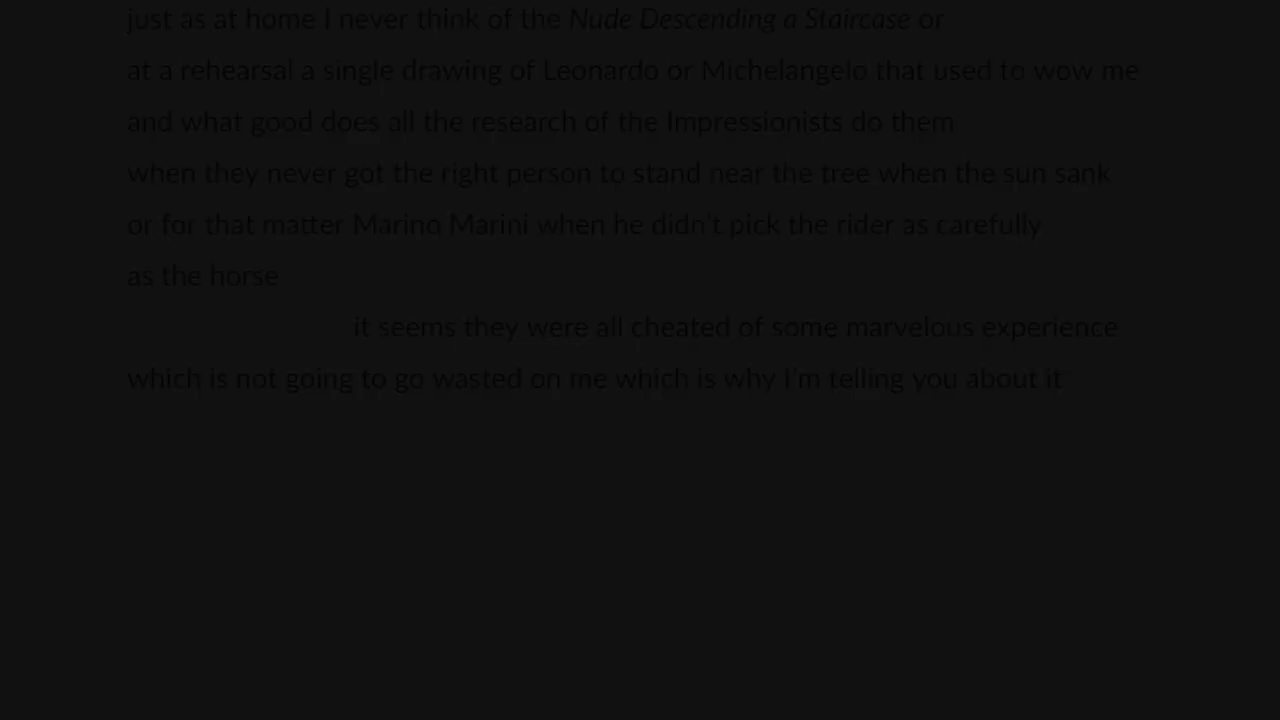 just as at home I never think of the Nude Descending a Staircase or
at a rehearsal a single drawing of Leonardo or Michelangelo that used to wow me
and what good does all the research of the Impressionists do them
when they never got the right person to stand near the tree when the sun sank
or for that matter Marino Marini when he didn't pick the rider as carefully
as the horse
it seems they were all cheated of some marvelous experience
which is not going to go wasted on me which is why I'm telling you about it